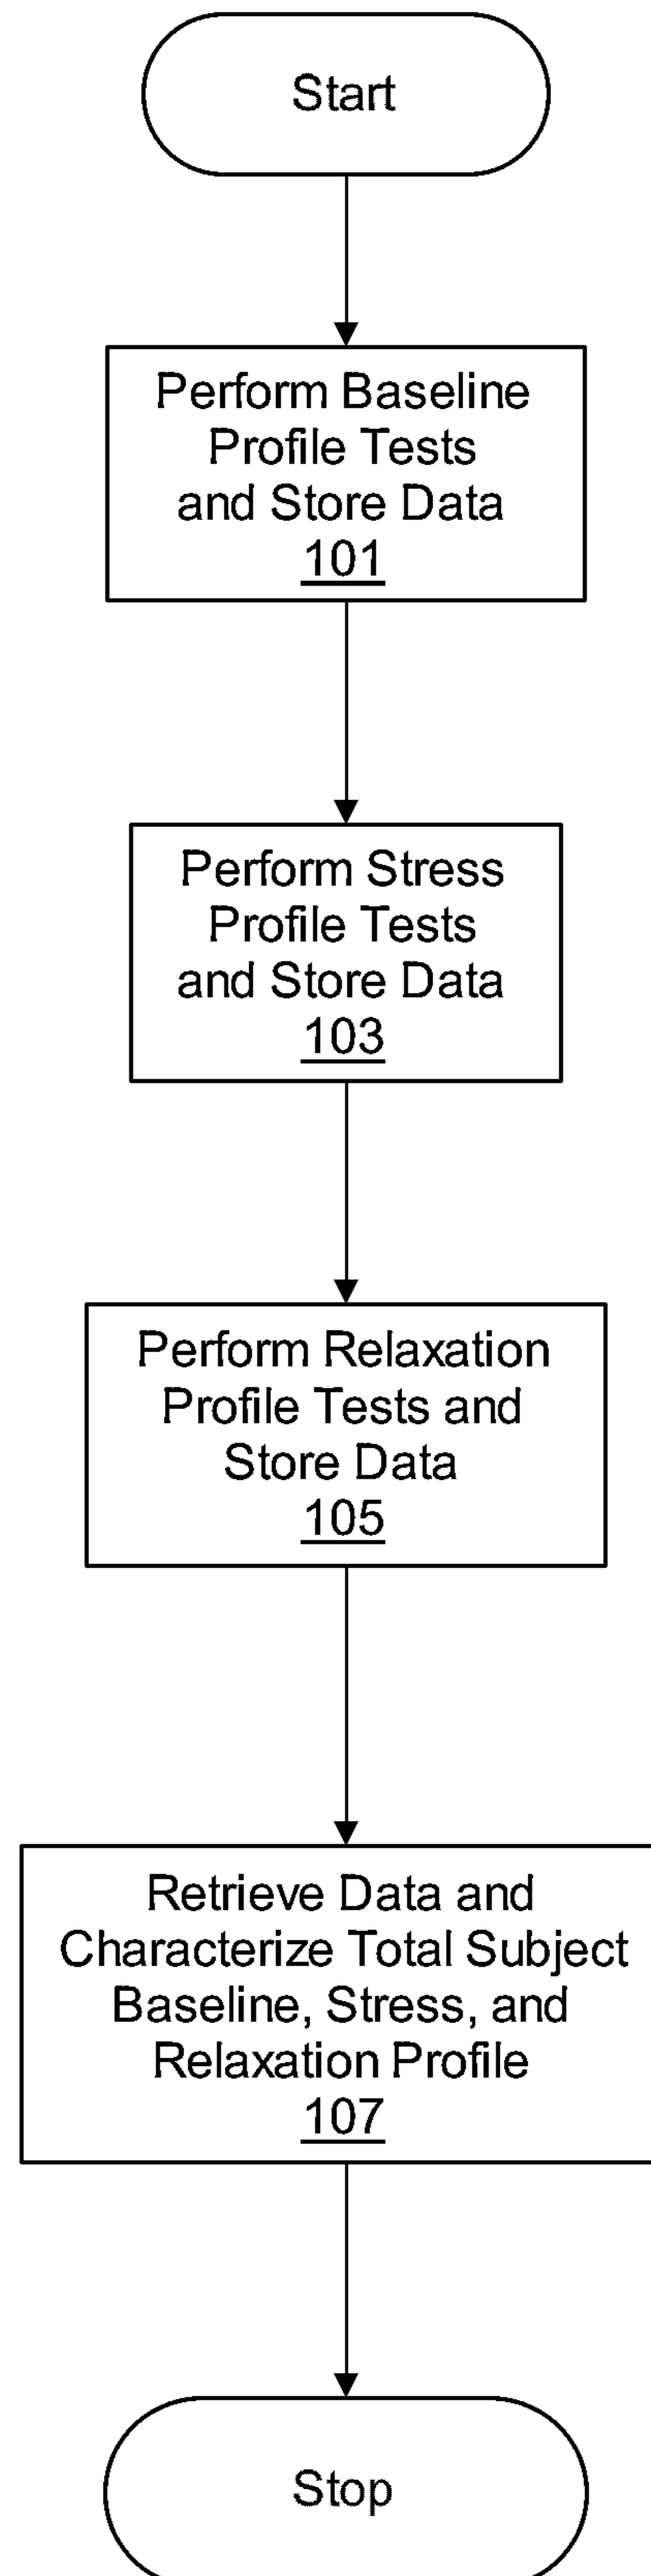 Start
Perform Baseline
Profile Tests
and Store Data
101
Perform Stress
Profile Tests
and Store Data
103
Perform Relaxation
Profile Tests and
Store Data
105
Retrieve Data and
Characterize Total Subject
Baseline, Stress, and
Relaxation Profile
107
Stop